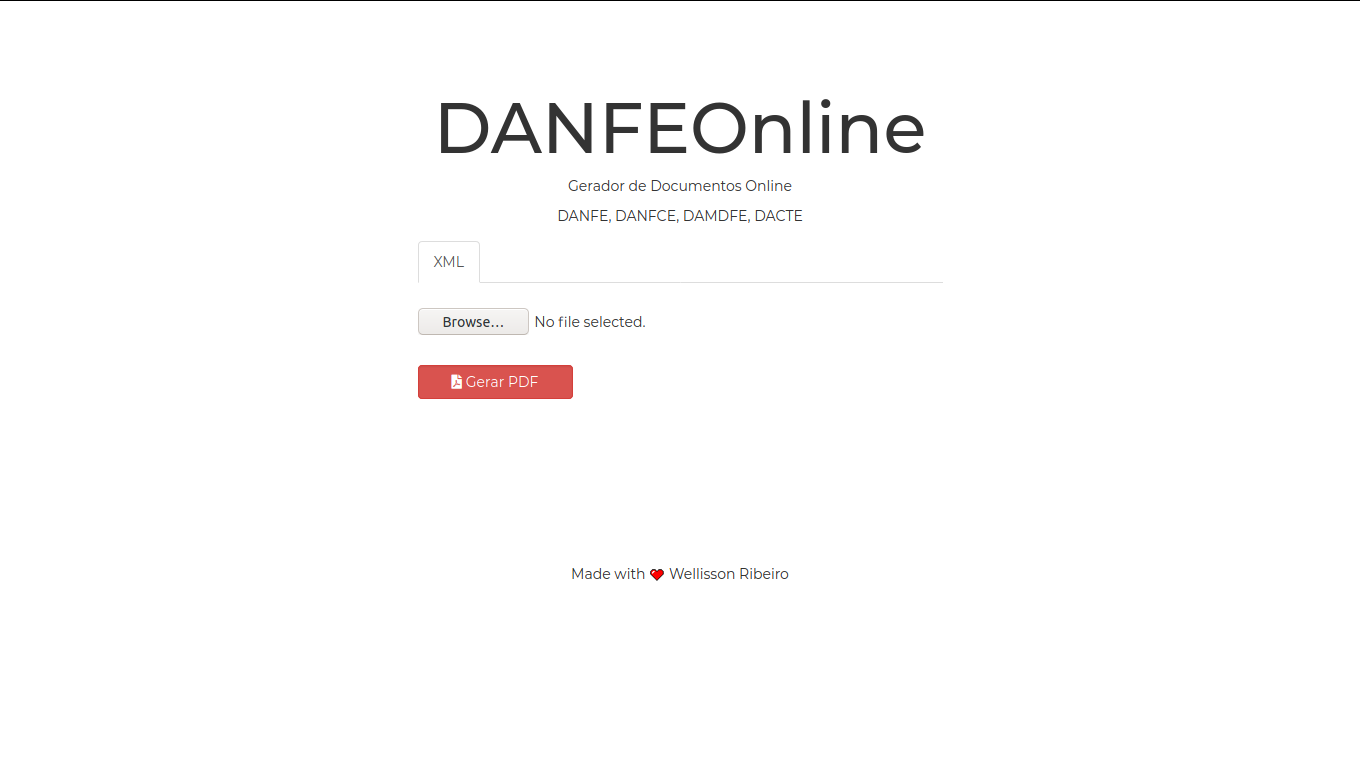 DANFEOnline
Gerador de Documentos Online
DANFE, DANFCE, DAMDFE, DACTE
XML
Browse… No file selected.
Gerar PDF
Made with Wellisson Ribeiro